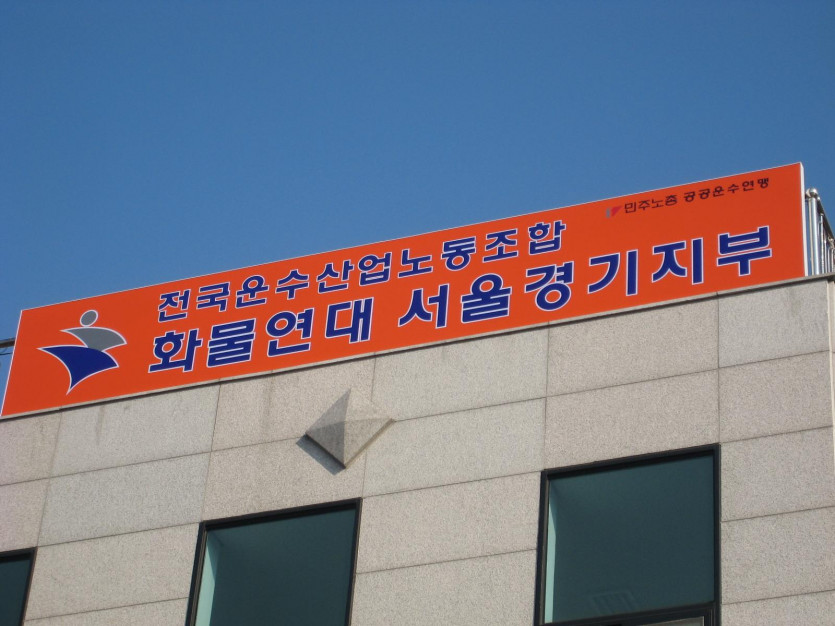 민주노총 공공운수연맹
전국운수산업노동조합
화물연대 서울경기지부